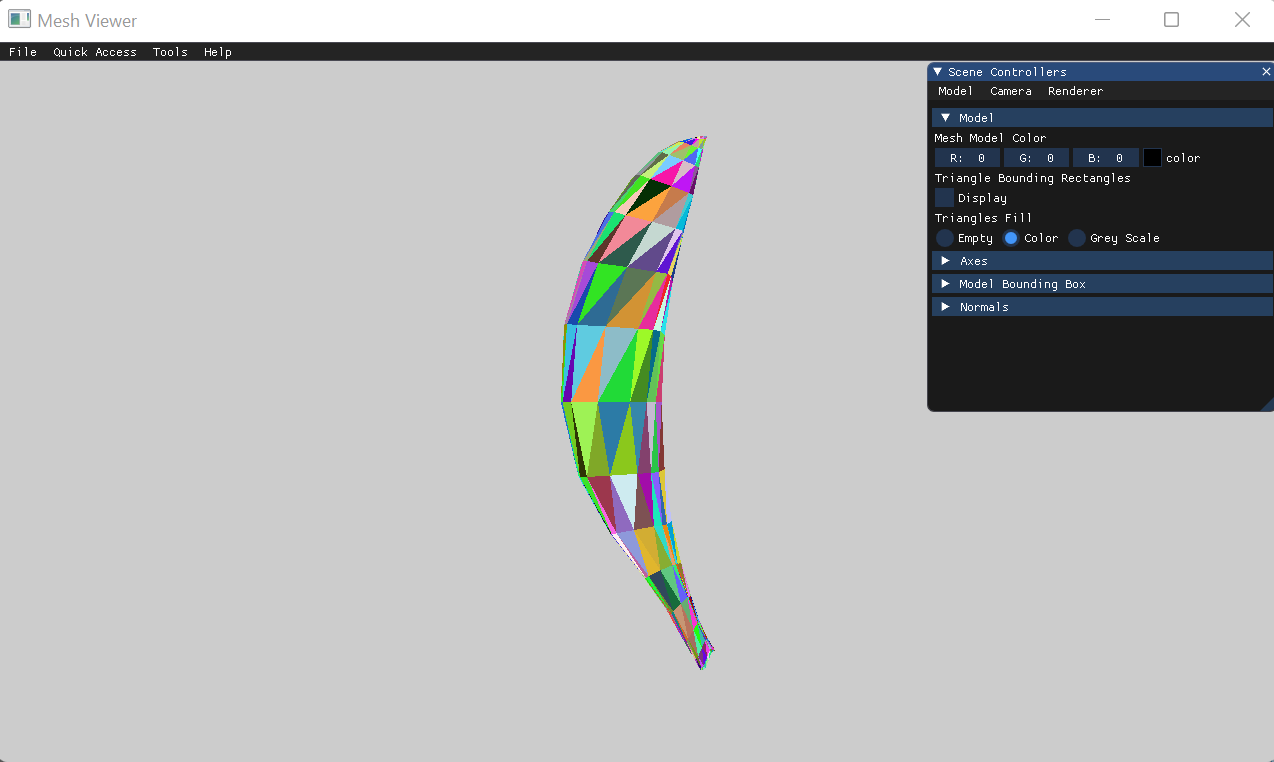 Mesh Viewer
File Quick Access Tools Help
Scene Controllers
Model Camera Renderer
Model
Mesh Model Color
R: 0 G: 0 B: 0 color
Triangle Bounding Rectangles
Display
Triangles Fill
Empty Color Grey Scale
Axes
Model Bounding Box
Normals